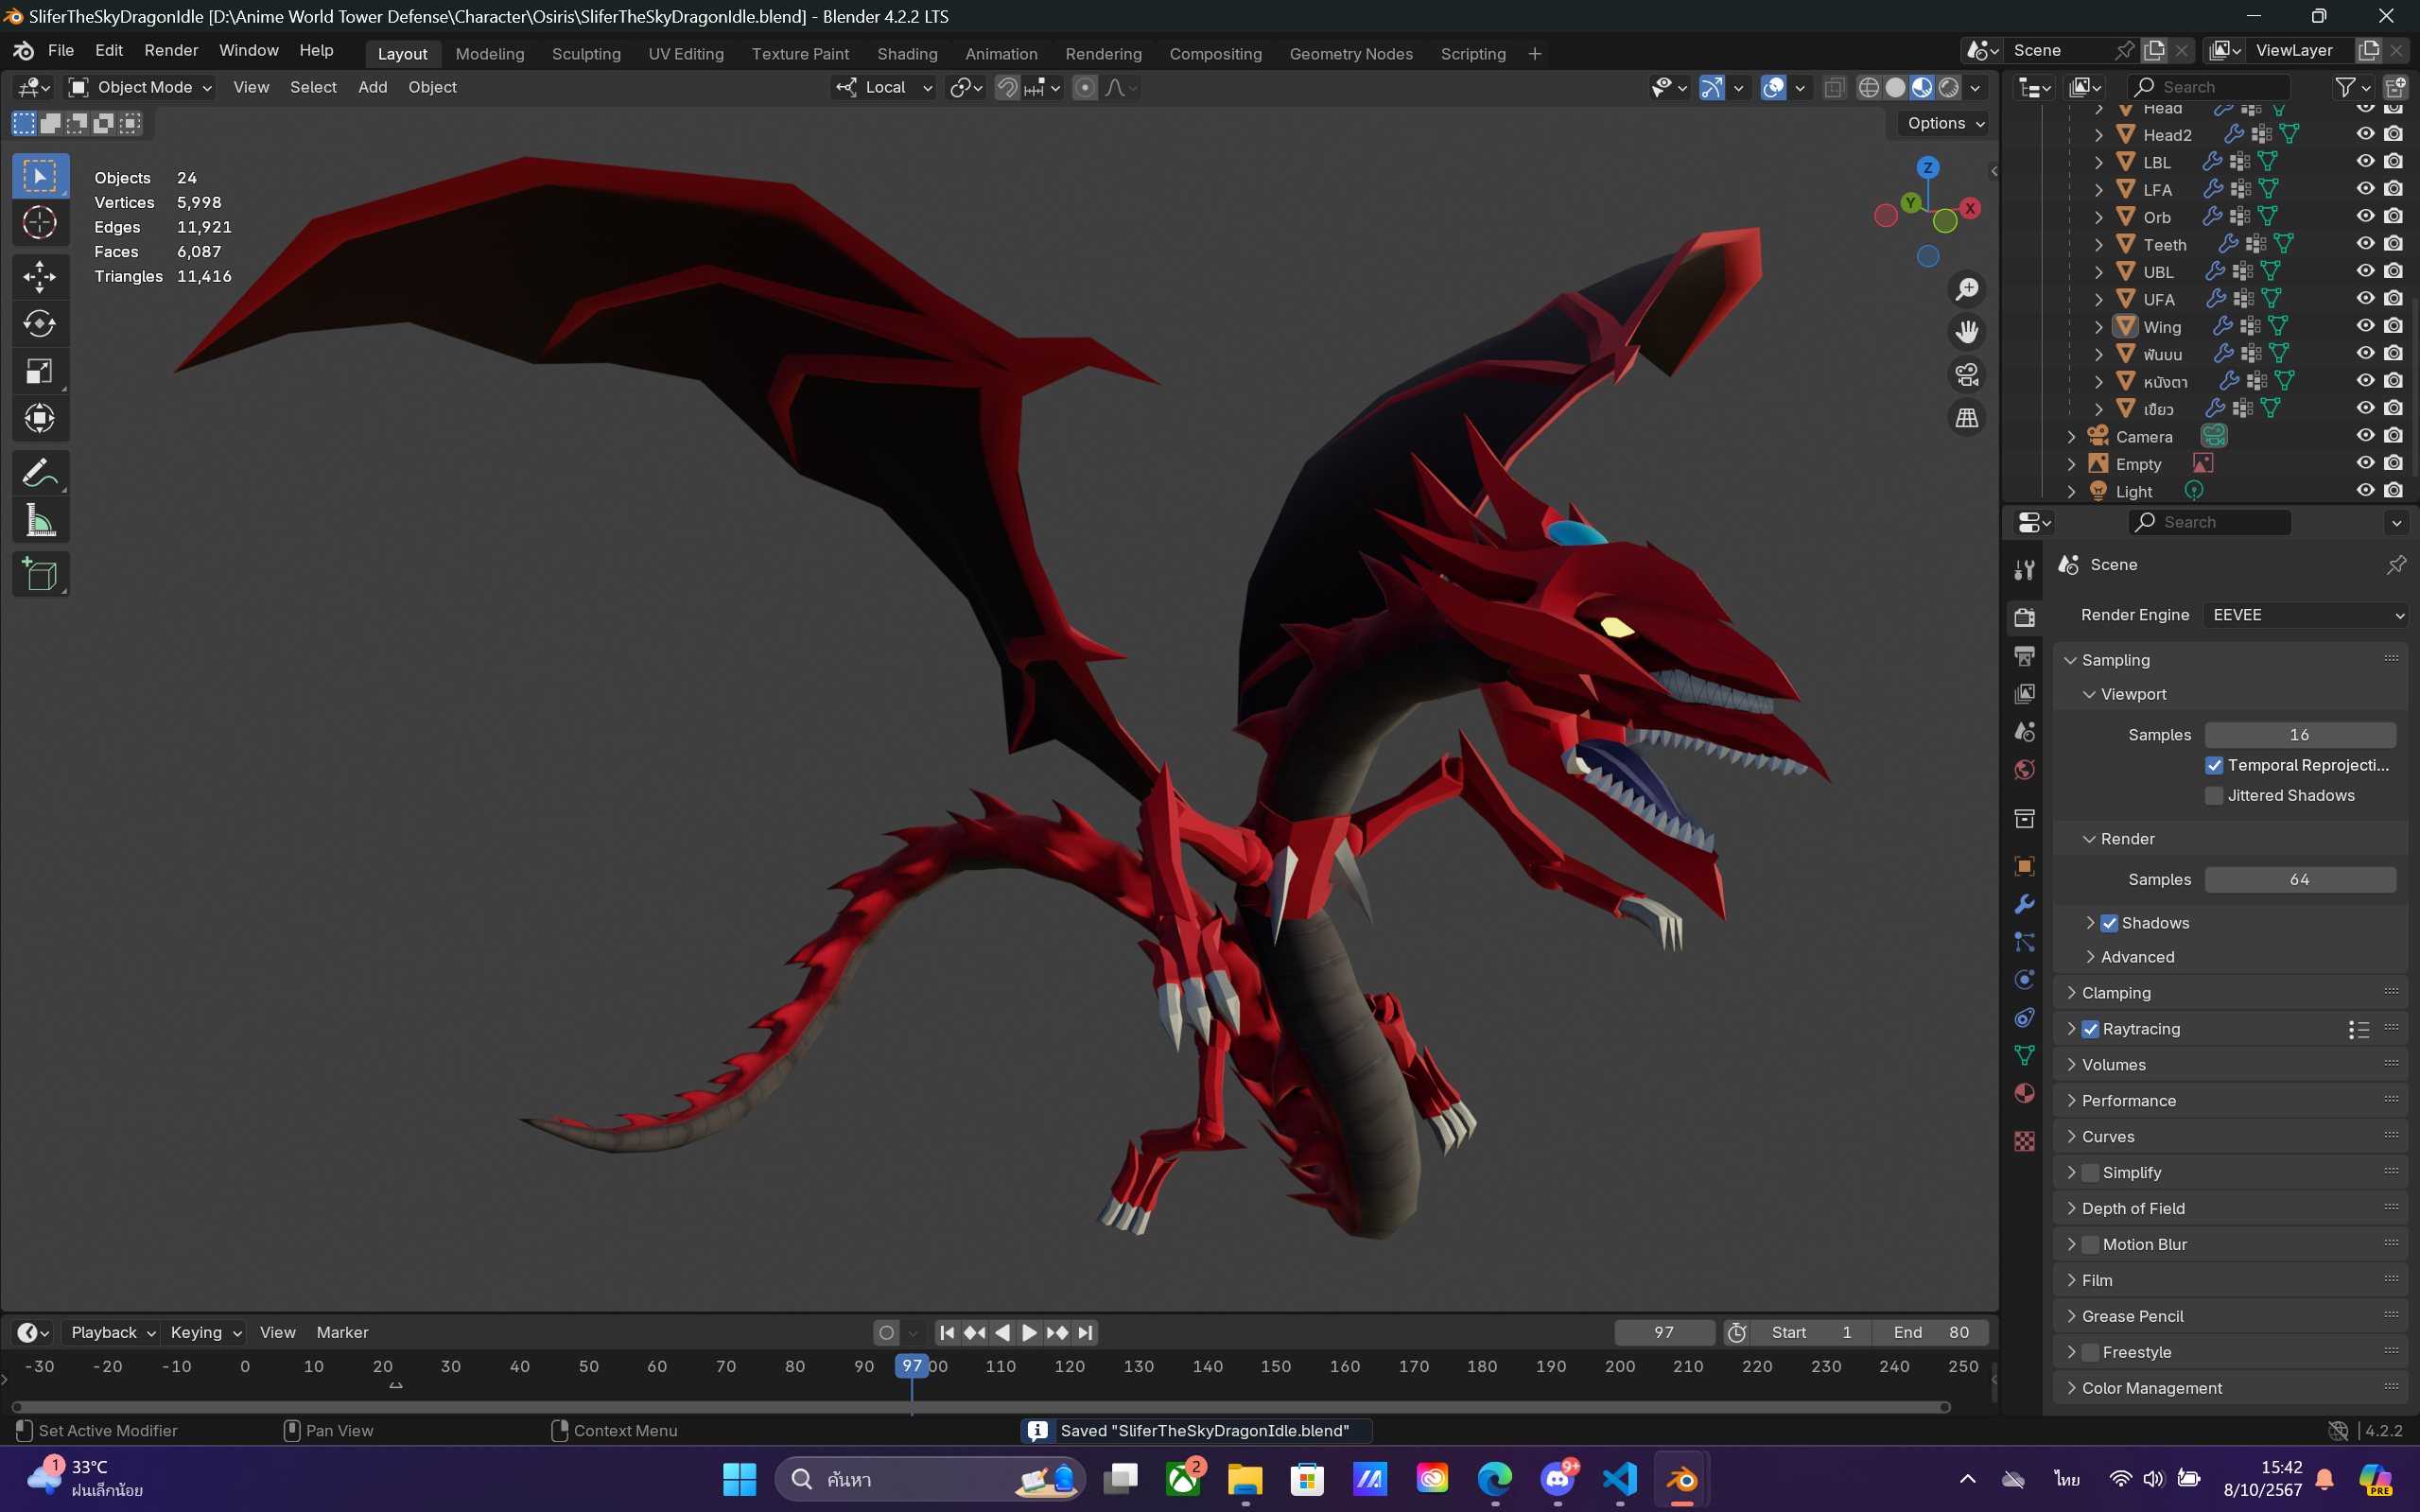 SliferTheSkyDragonIdle [D:\Anime World Tower Defense\Character\Osiris\SliferTheSkyDragonIdle.blend] - Blender 4.2.2 LTS
File Edit Render Window Help Layout Modeling Sculpting UV Editing Texture Paint Shading Animation Rendering Compositing Geometry Nodes Scripting + Scene ViewLayer
Object Mode View Select Add Object Local Search
Options
Objects 24
Vertices 5,998
Edges 11,921
Faces 6,087
Triangles 11,416
Z
Y
X
Head
Head2
LBL
LFA
Orb
Teeth
UBL
UFA
Wing
ฟันบน
หนังตา
เขี้ยว
Camera
Empty
Light
Search
Scene
Render Engine EEVEE
Sampling
Viewport
Samples 16
Temporal Reprojecti...
Jittered Shadows
Render
Samples 64
Shadows
Advanced
Clamping
Raytracing
Volumes
Performance
Curves
Simplify
Depth of Field
Motion Blur
Film
Grease Pencil
Freestyle
Color Management
Playback Keying View Marker 97 Start 1 End 80
-30 -20 -10 0 10 20 30 40 50 60 70 80 90 97 00 110 120 130 140 150 160 170 180 190 200 210 220 230 240 250
Set Active Modifier Pan View Context Menu Saved "SliferTheSkyDragonIdle.blend" 4.2.2
1 33°C
ฝนเล็กน้อย
ค้นหา
2
9+
ไทย
15:42
8/10/2567
PRE